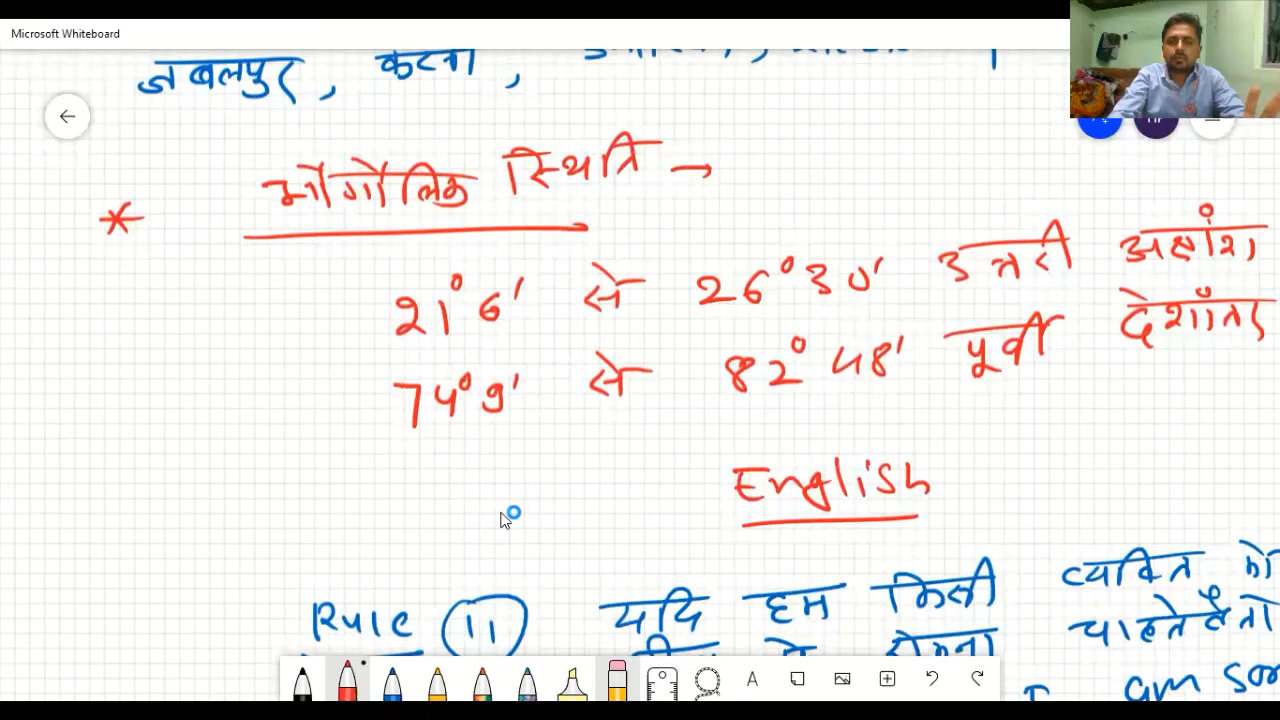 Microsoft Whiteboard
जबलपुर, कटनी,
* भौगोलिक स्थिति →
21° 6' से 26° 30' उत्तरी अक्षांश,
74° 9' से 82° 48' पूर्वी देशांतर
English
Rule 11 यदि हम किसी व्यक्ति को
चाहते है तो
am sor